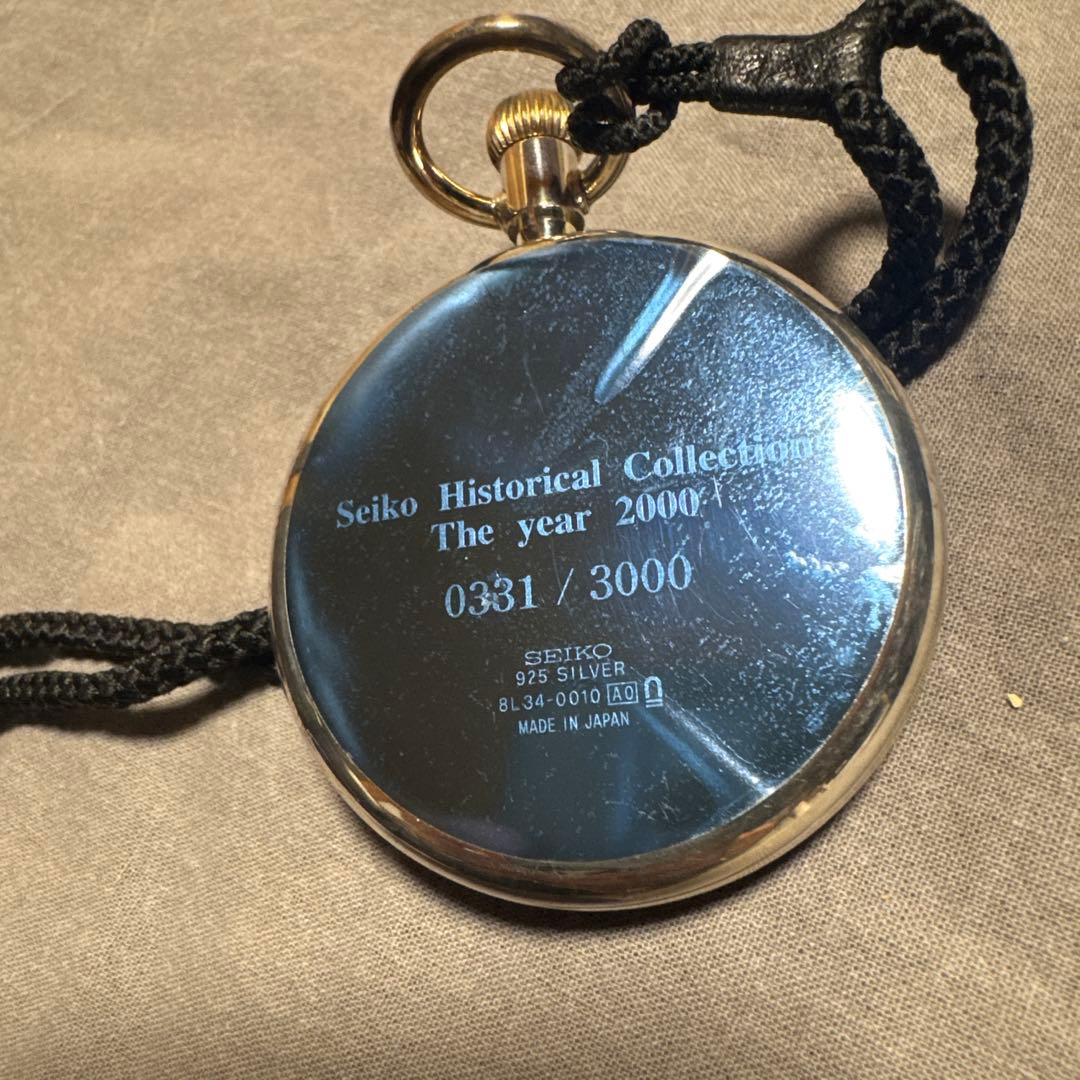 Seiko Historical Collection
The year 2000
0331 / 3000
SEIKO
925 SILVER
8L34-0010 A0
MADE IN JAPAN